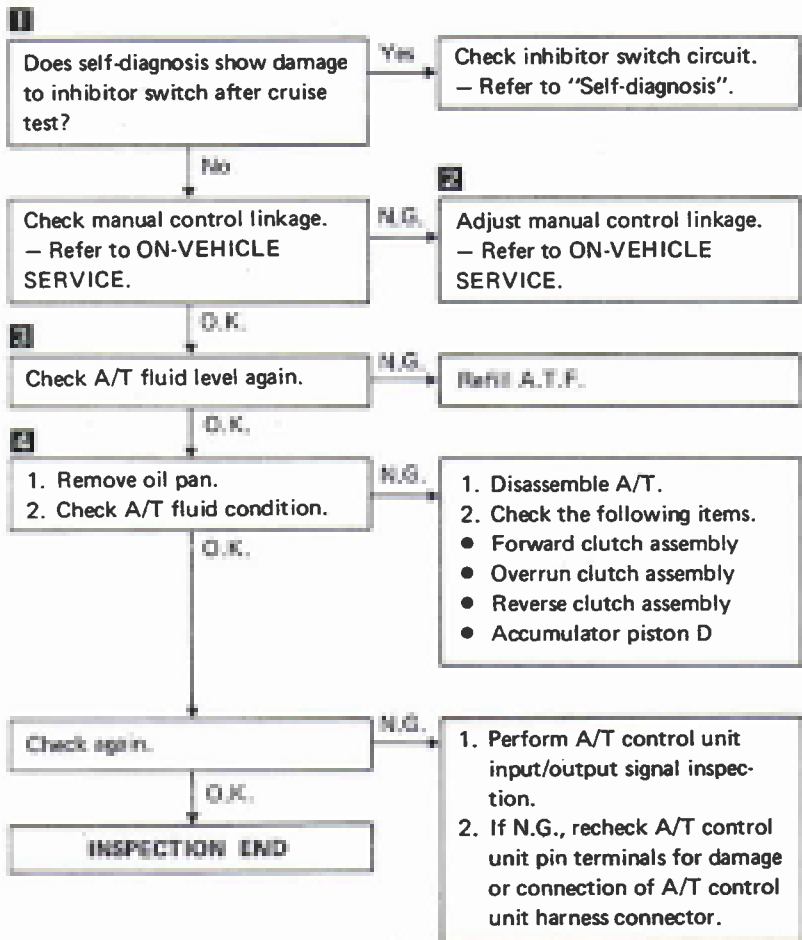 1
Does self-diagnosis show damage
to inhibitor switch after cruise
test?
Yes
Check inhibitor switch circuit.
— Refer to "Self-diagnosis".
No
2
Check manual control linkage.
— Refer to ON-VEHICLE
SERVICE.
N.G.
Adjust manual control linkage.
— Refer to ON-VEHICLE
SERVICE.
O.K.
3
Check A/T fluid level again.
N.G.
Refill A.T.F.
O.K.
4
1. Remove oil pan.
2. Check A/T fluid condition.
N.G.
1. Disassemble A/T.
2. Check the following items.
● Forward clutch assembly
● Overrun clutch assembly
● Reverse clutch assembly
● Accumulator piston D
O.K.
Check again.
N.G.
1. Perform A/T control unit
input/output signal inspec-
tion.
2. If N.G., recheck A/T control
unit pin terminals for damage
or connection of A/T control
unit harness connector.
O.K.
INSPECTION END